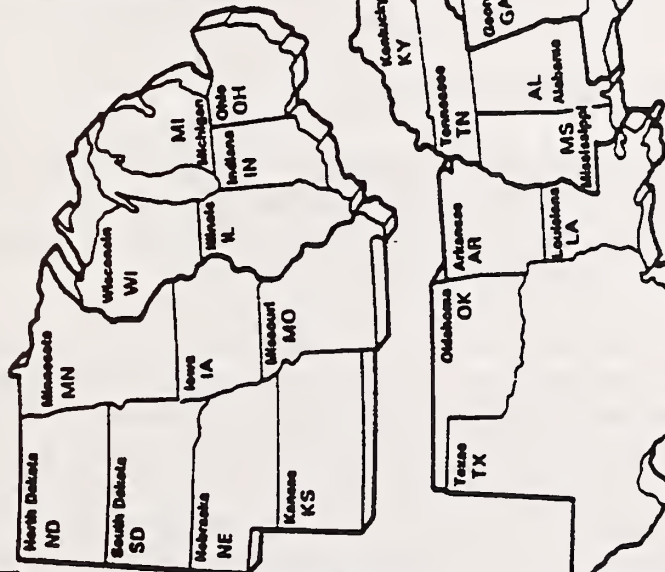 North Dakota
ND
South Dakota
SD
Nebraska
NE
Kansas
KS
Minnesota
MN
Iowa
IA
Missouri
MO
Wisconsin
WI
Illinois
IL
MI
Michigan
Indiana
IN
Ohio
OH
Texas
TX
Oklahoma
OK
Arkansas
AR
Louisiana
LA
MS
Mississippi
AL
Alabama
Tennessee
TN
Kentucky
KY
GA